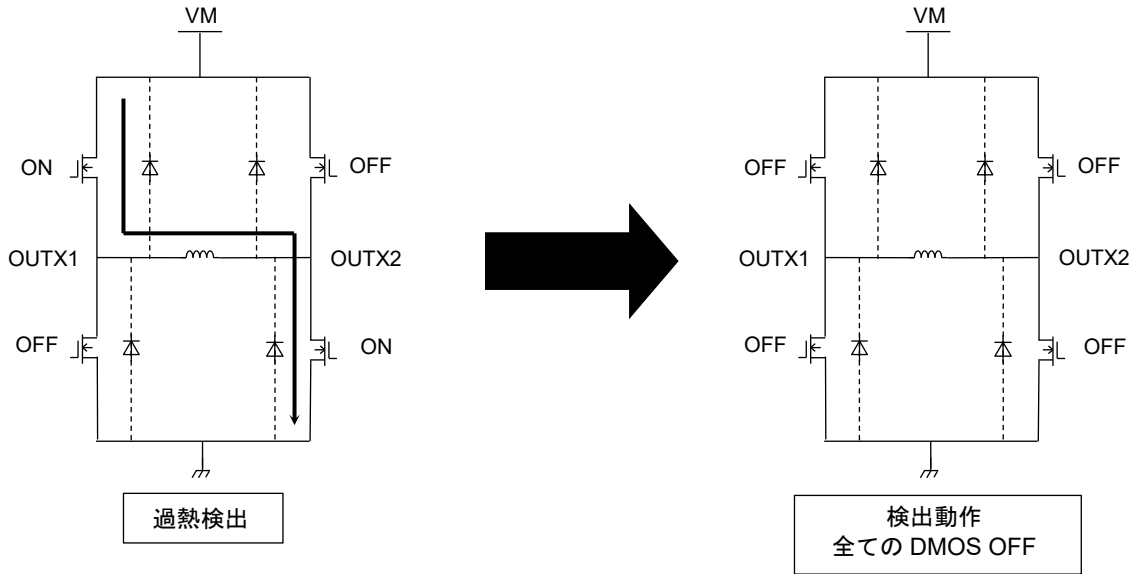 VM
ON
OFF
OUTX1
OUTX2
OFF
ON
過熱検出
VM
OFF
OFF
OUTX1
OUTX2
OFF
OFF
検出動作
全ての DMOS OFF